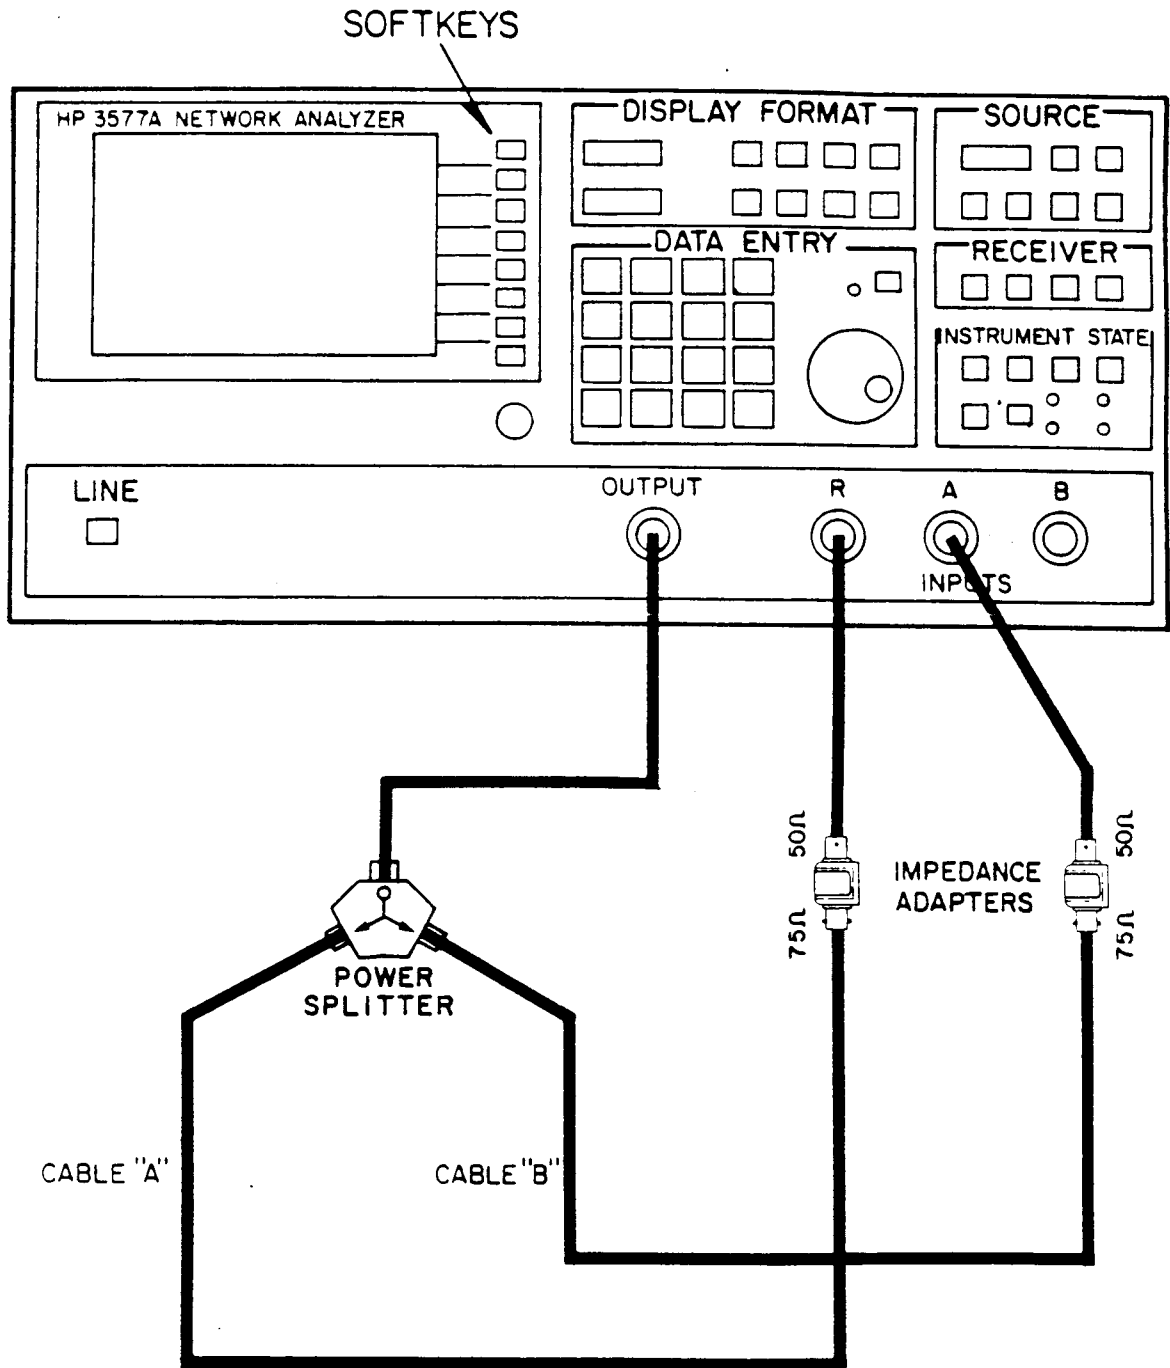 SOFTKEYS
HP 3577A NETWORK ANALYZER
DISPLAY FORMAT
SOURCE
DATA ENTRY
RECEIVER
INSTRUMENT STATE
LINE
OUTPUT
R
A
B
INPUTS
50Ω
50Ω
IMPEDANCE
ADAPTERS
75Ω
75Ω
POWER
SPLITTER
CABLE "A"
CABLE "B"